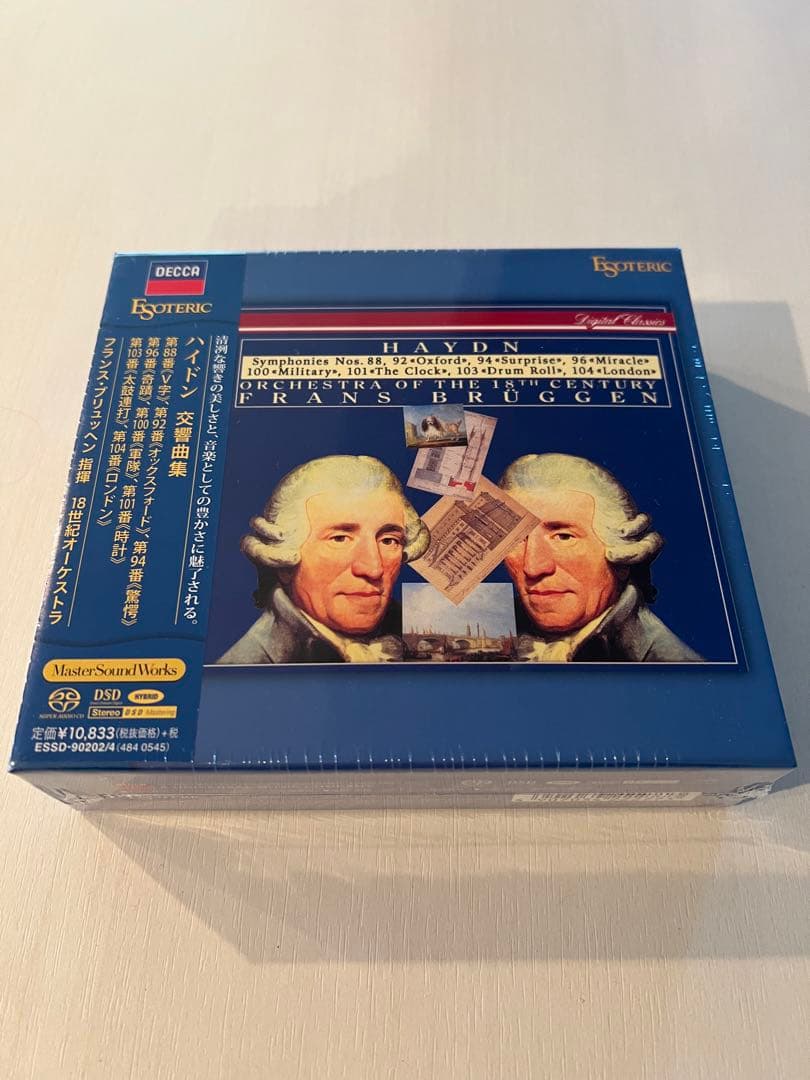 DECCA
ESOTERIC
清冽な響きの美しさと、音楽としての豊かさに魅了される。
ハイドン 交響曲集
第88番《V字》、第92番《オックスフォード》、第94番《驚愕》
第96番《奇蹟》、第100番《軍隊》、第101番《時計》
第103番《太鼓連打》、第104番《ロンドン》
フランス・ブリュッヘン 指揮 18世紀オーケストラ
MasterSoundWorks
SUPER AUDIO CD
DSD
HYBRID
Stereo
DSD Mastering
定価¥10,833(税抜価格)+税
ESSD-90202/4(484 0545)
ESOTERIC
Digital Classics
HAYDN
Symphonies Nos. 88, 92«Oxford», 94«Surprise», 96«Miracle»
100«Military», 101«The Clock», 103«Drum Roll», 104«London»
ORCHESTRA OF THE 18TH CENTURY
FRANS BRÜGGEN